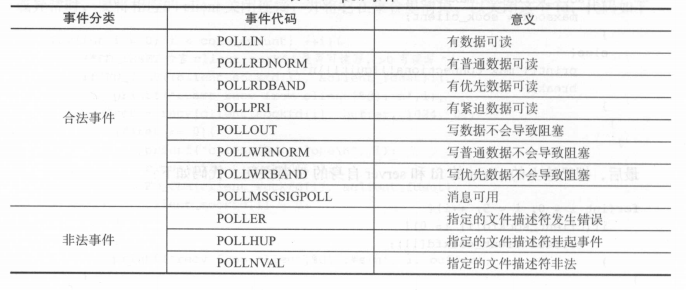 事件分类 事件代码 意义
合法事件 POLLIN 有数据可读
POLLRDNORM 有普通数据可读
POLLRDBAND 有优先数据可读
POLLPRI 有紧迫数据可读
POLLOUT 写数据不会导致阻塞
POLLWRNORM 写普通数据不会导致阻塞
POLLWRBAND 写优先数据不会导致阻塞
POLLMSGSIGPOLL 消息可用
非法事件 POLLER 指定的文件描述符发生错误
POLLHUP 指定的文件描述符挂起事件
POLLNVAL 指定的文件描述符非法